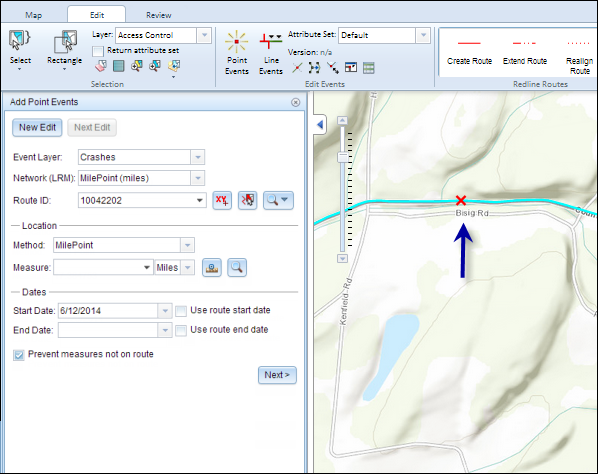 Map Edit Review
Layer: Access Control
Return attribute set
Select
Rectangle
Selection
Point Events
Line Events
Attribute Set: Default
Version: n/a
Edit Events
Create Route
Extend Route
Realign Route
Redline Routes
Add Point Events
New Edit Next Edit
Event Layer: Crashes
Network (LRM): MilePoint (miles)
Route ID: 10042202
XY
Location
Method: MilePoint
Measure: Miles
Dates
Start Date: 6/12/2014 Use route start date
End Date: Use route end date
Prevent measures not on route
Next >
H
Bisig Rd
Coun
Kenfield Rd